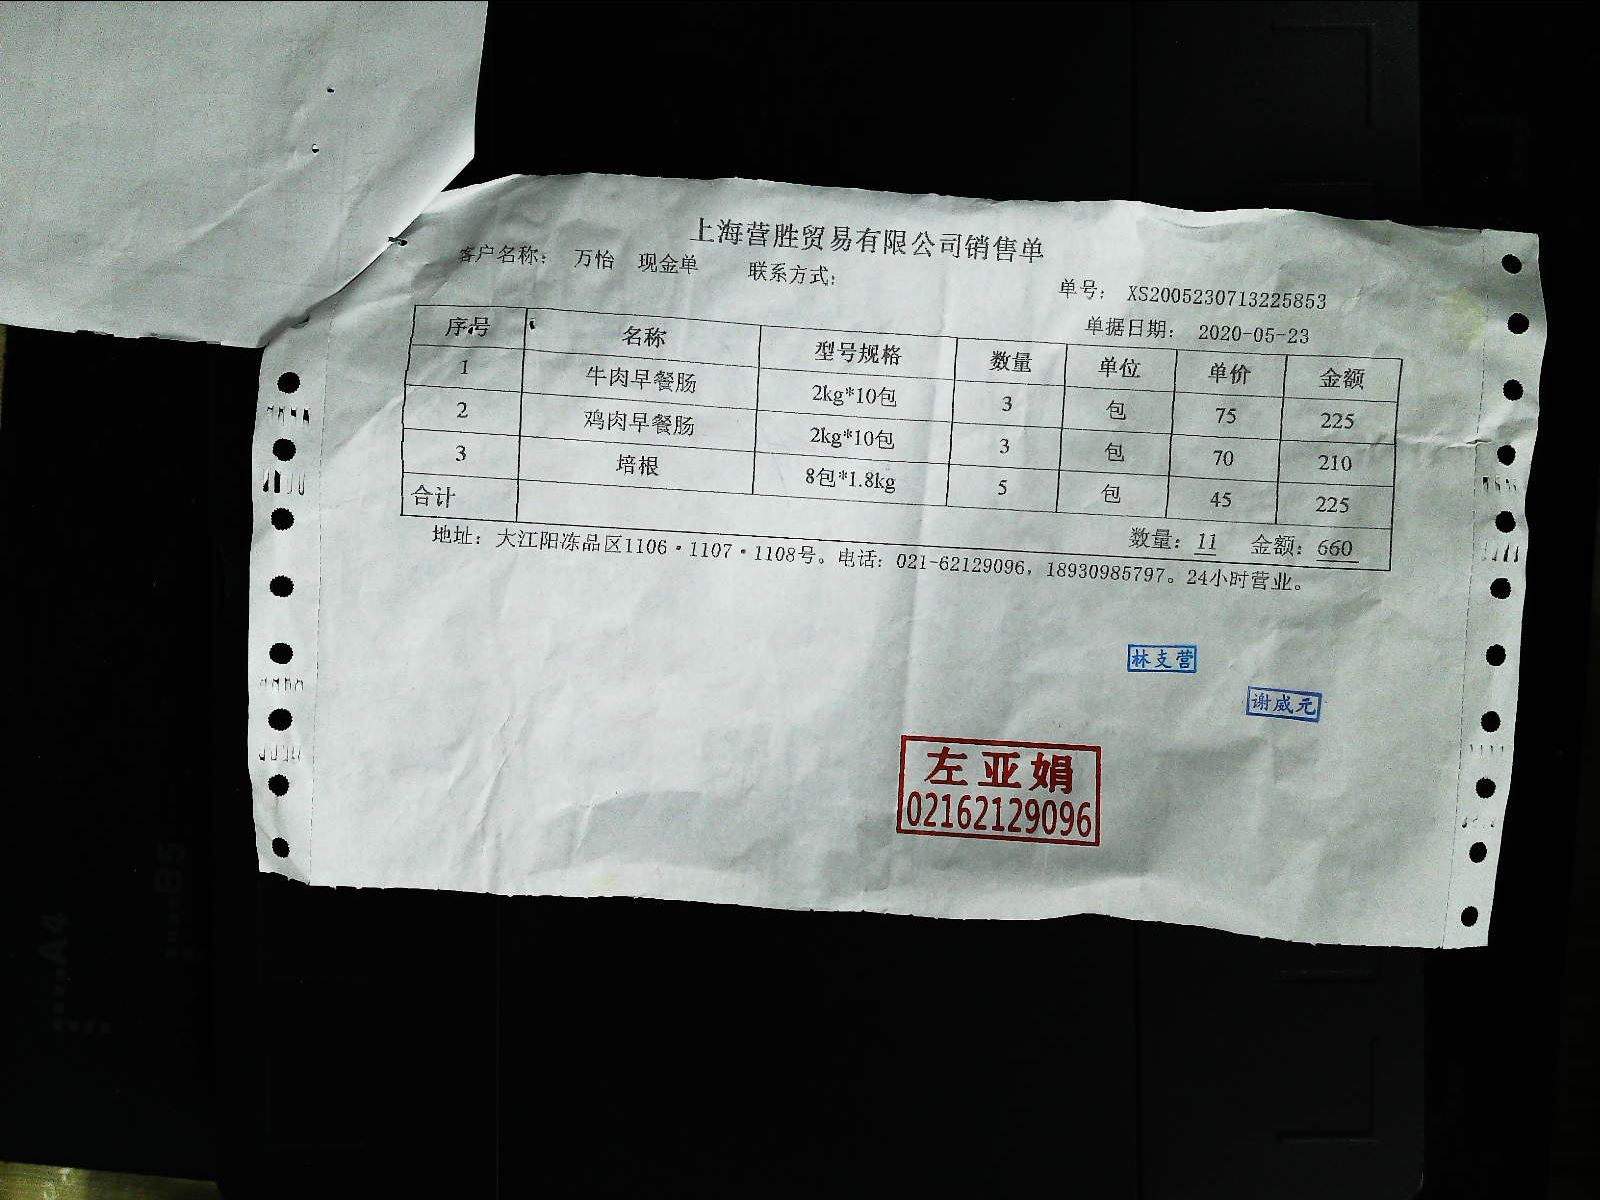 上海营胜贸易有限公司销售单
客户名称： 万怡 现金单 联系方式： 单号： XS2005230713225853
单据日期： 2020-05-23
序号 名称 型号规格 数量 单位 单价 金额
1 牛肉早餐肠 2kg*10包 3 包 75 225
2 鸡肉早餐肠 2kg*10包 3 包 70 210
3 培根 8包*1.8kg 5 包 45 225
合计 数量：11 金额：660
地址：大江阳冻品区1106·1107·1108号。电话：021-62129096，18930985797。24小时营业。
林支营
谢威元
左亚娟
02162129096
A4
B5